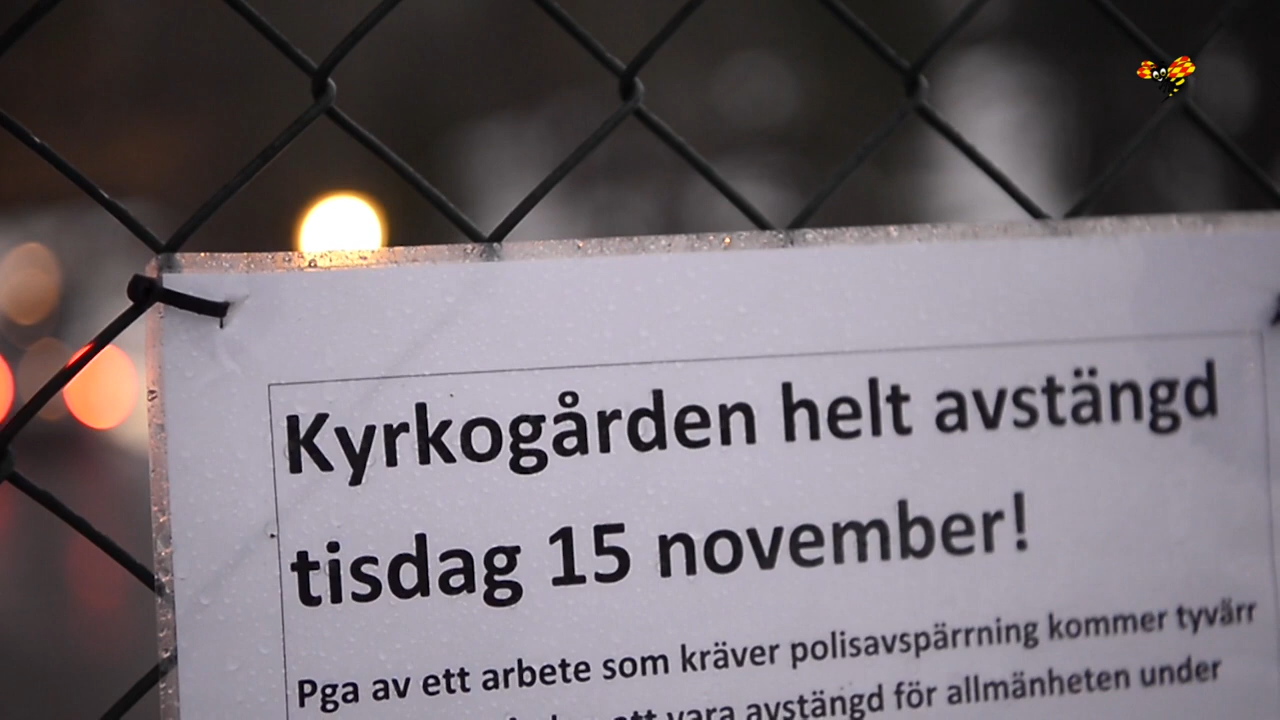 Kyrkogården helt avstängd
tisdag 15 november!
Pga av ett arbete som kräver polisavspärrning kommer tyvärr
att vara avstängd för allmänheten under